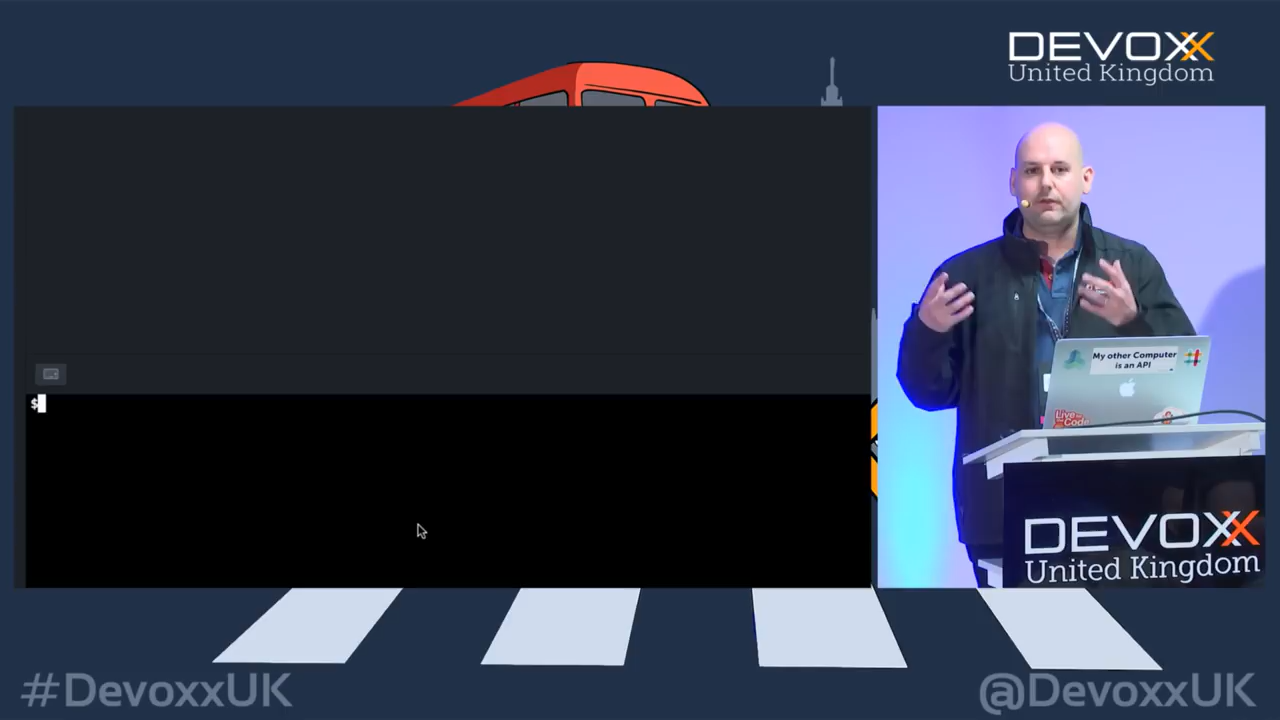 DEVOXX
United Kingdom
$
My other Computer
is an API
Live
Code
DEVOXX
United Kingdom
#DevoxxUK
@DevoxxUK